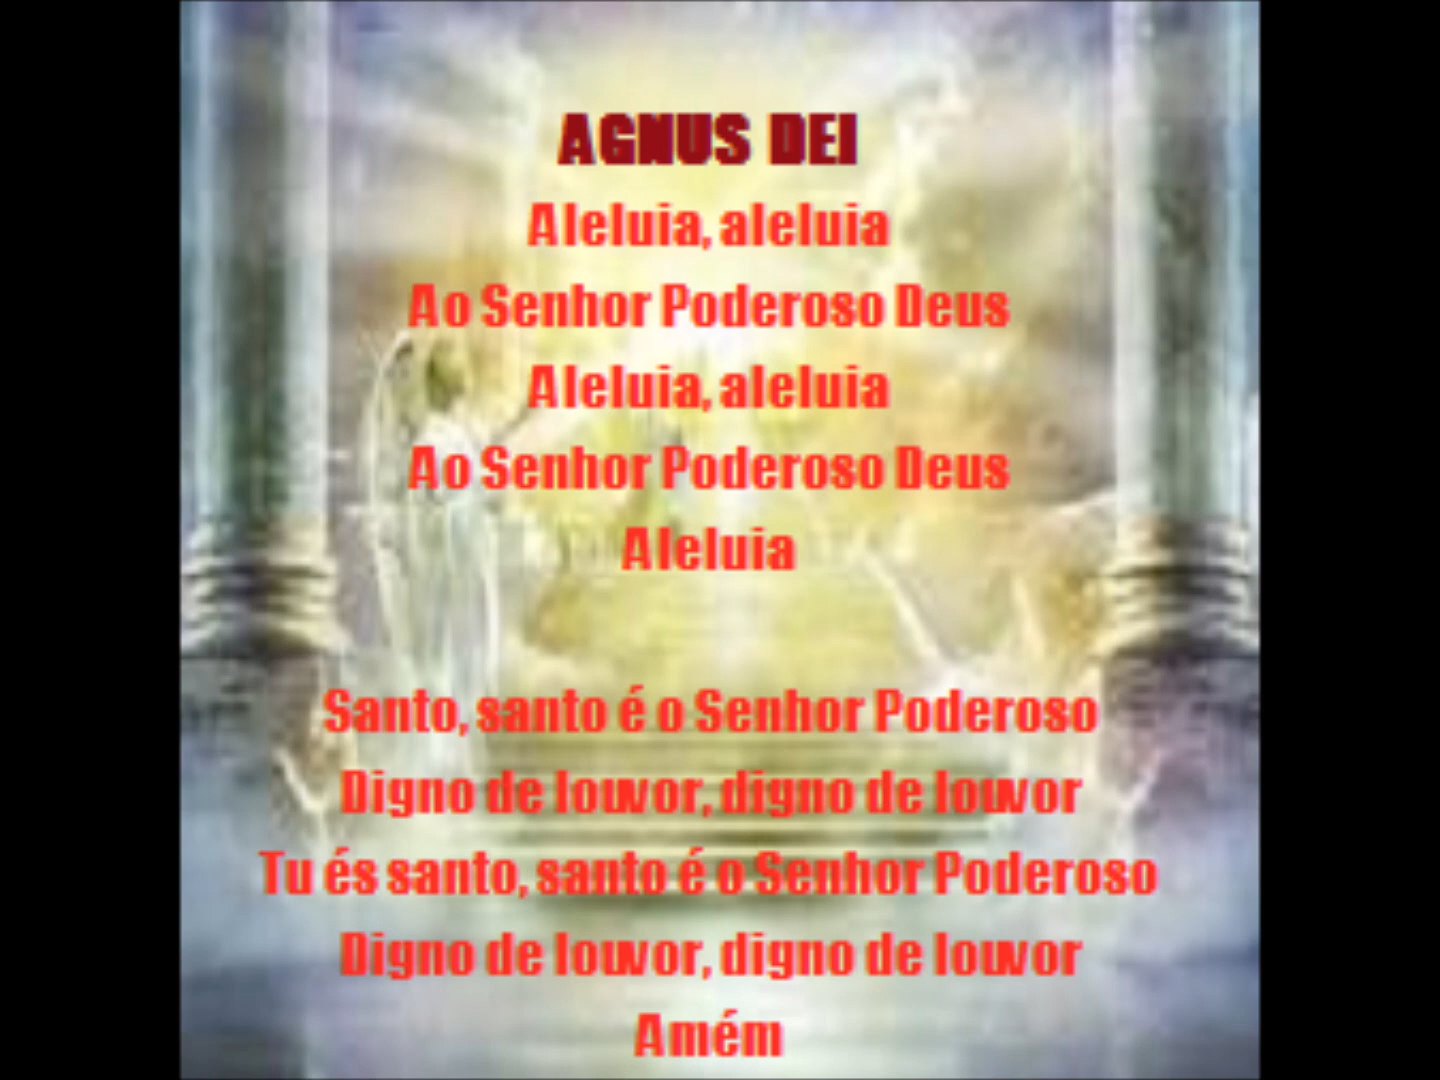 AGNUS DEI
Aleluia, aleluia
Ao Senhor Poderoso Deus
Aleluia, aleluia
Ao Senhor Poderoso Deus
Aleluia
Santo, santo é o Senhor Poderoso
Digno de louvor, digno de louvor
Tu és santo, santo é o Senhor Poderoso
Digno de louvor, digno de louvor
Amém